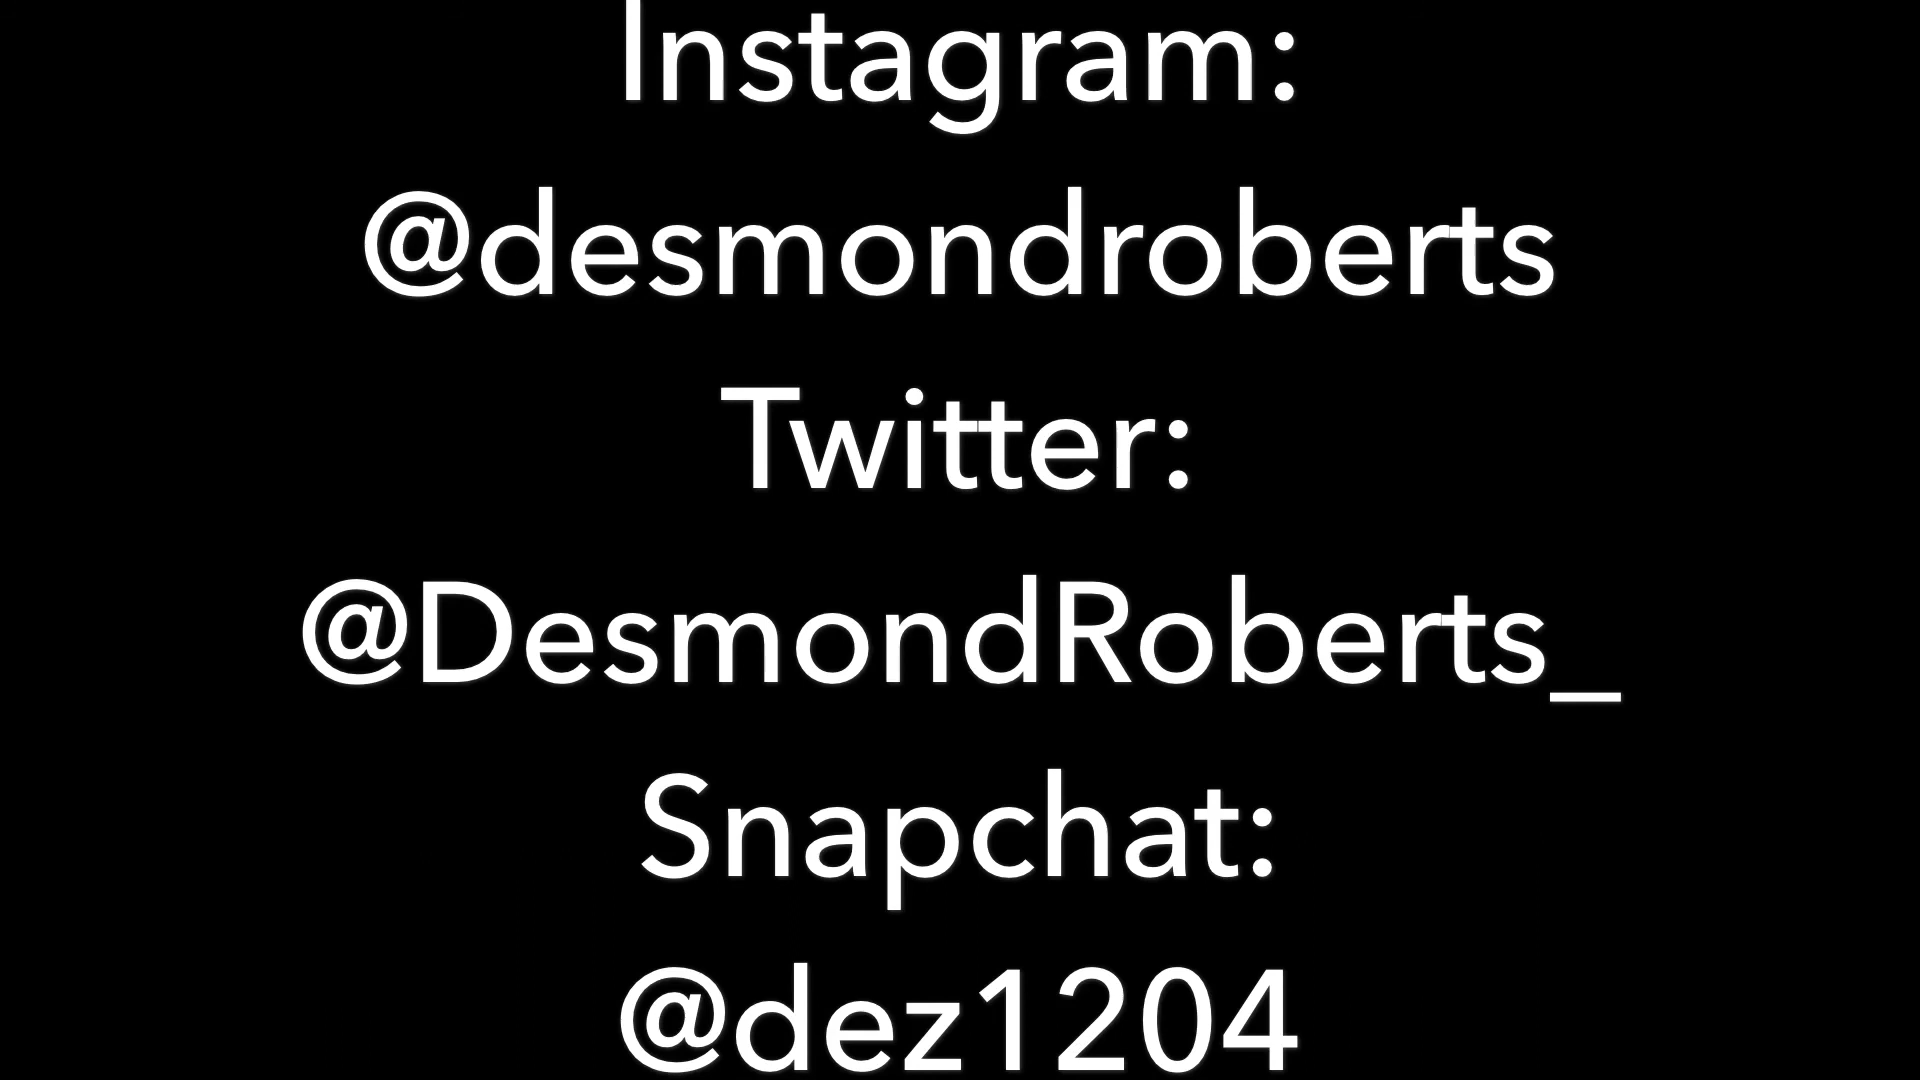 Instagram:
@desmondroberts
Twitter:
@DesmondRoberts_
Snapchat:
@dez1204